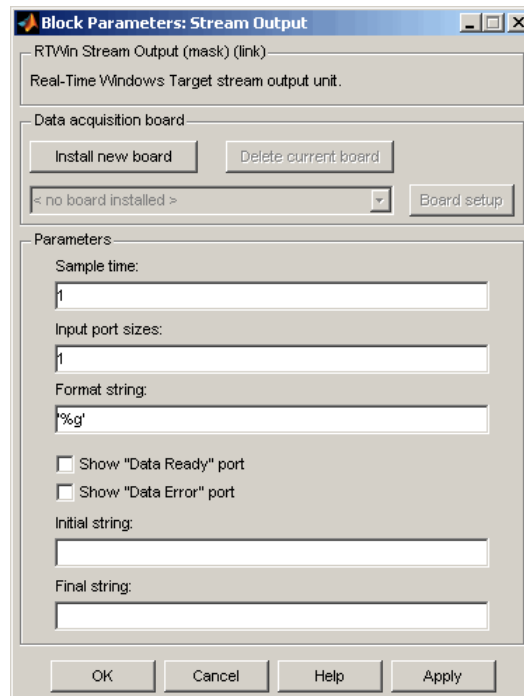 Block Parameters: Stream Output
RTWin Stream Output (mask) (link)
Real-Time Windows Target stream output unit.
Data acquisition board
Install new board Delete current board
< no board installed > Board setup
Parameters
Sample time:
1
Input port sizes:
1
Format string:
'%g'
Show "Data Ready" port
Show "Data Error" port
Initial string:
Final string:
OK Cancel Help Apply